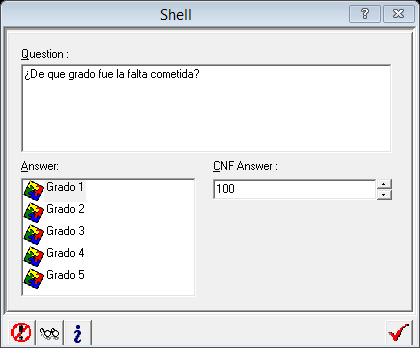 Shell
Question :
¿De que grado fue la falta cometida?
Answer:
CNF Answer :
Grado 1
100
Grado 2
Grado 3
Grado 4
Grado 5